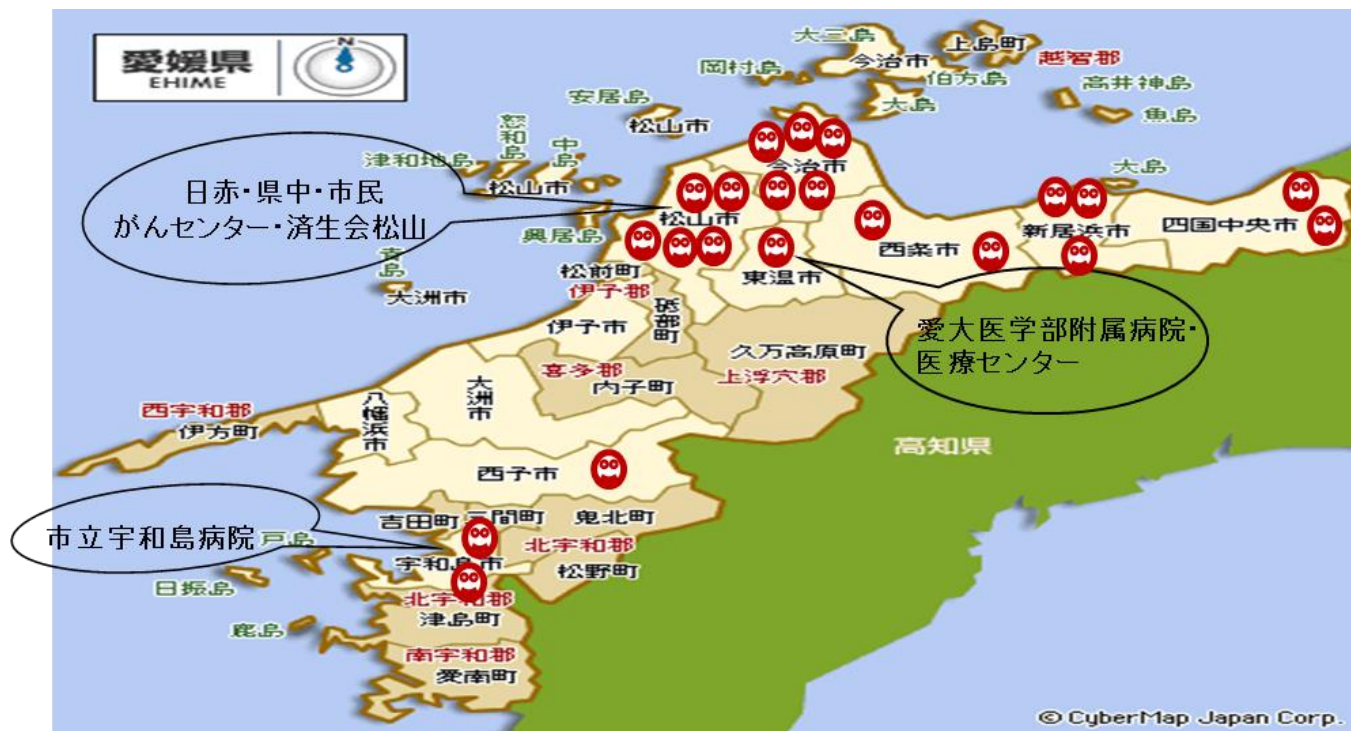 愛媛県
EHIME
N
大三島
今治市
上島町
越智郡
岡村島
伯方島
高井神島
大島
魚島
安居島
松山市
怒和島
中島
津和地島
松山市
日赤・県中・市民
がんセンター・済生会松山
今治市
大島
松山市
興居島
西条市
新居浜市
四国中央市
松前町
東温市
伊予郡
青島
大洲市
砥部町
伊子市
愛大医学部附属病院・
医療センター
久万高原町
喜多郡
内子町
上浮穴郡
大洲市
八幡浜市
西宇和郡
伊方町
高知県
西子市
市立宇和島病院
吉田町
三間町
鬼北町
戸島
北宇和郡
宇和島市
松野町
日振島
北宇和郡
津島町
鹿島
南宇和郡
愛南町
© CyberMap Japan Corp.